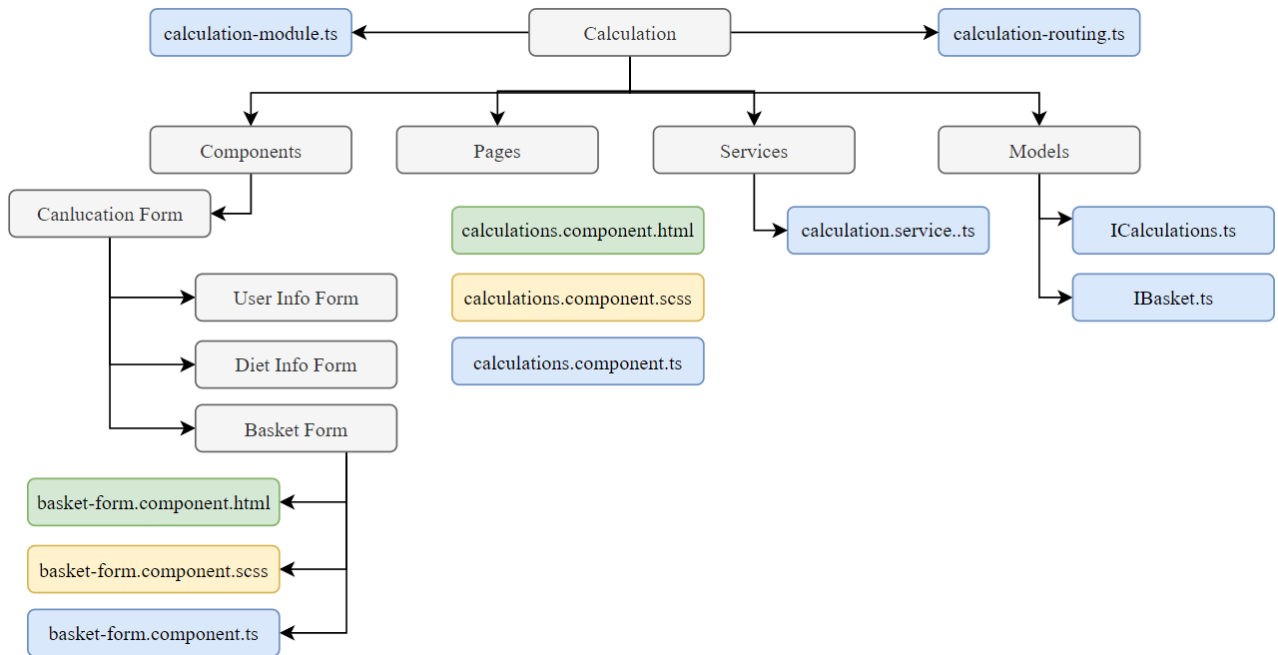 calculation-module.ts
Calculation
calculation-routing.ts
Components
Pages
Services
Models
Canlucation Form
calculations.component.html
calculation.service..ts
ICalculations.ts
User Info Form
calculations.component.scss
IBasket.ts
Diet Info Form
calculations.component.ts
Basket Form
basket-form.component.html
basket-form.component.scss
basket-form.component.ts